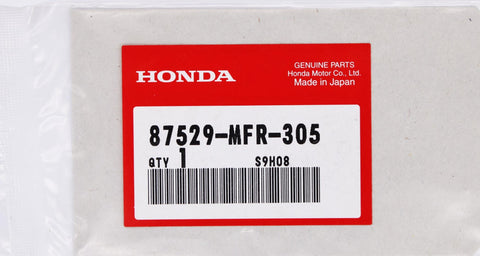 HONDA
GENUINE PARTS
Honda Motor Co., Ltd.
Made in Japan
87529-MFR-305
QTY 1 S9H08